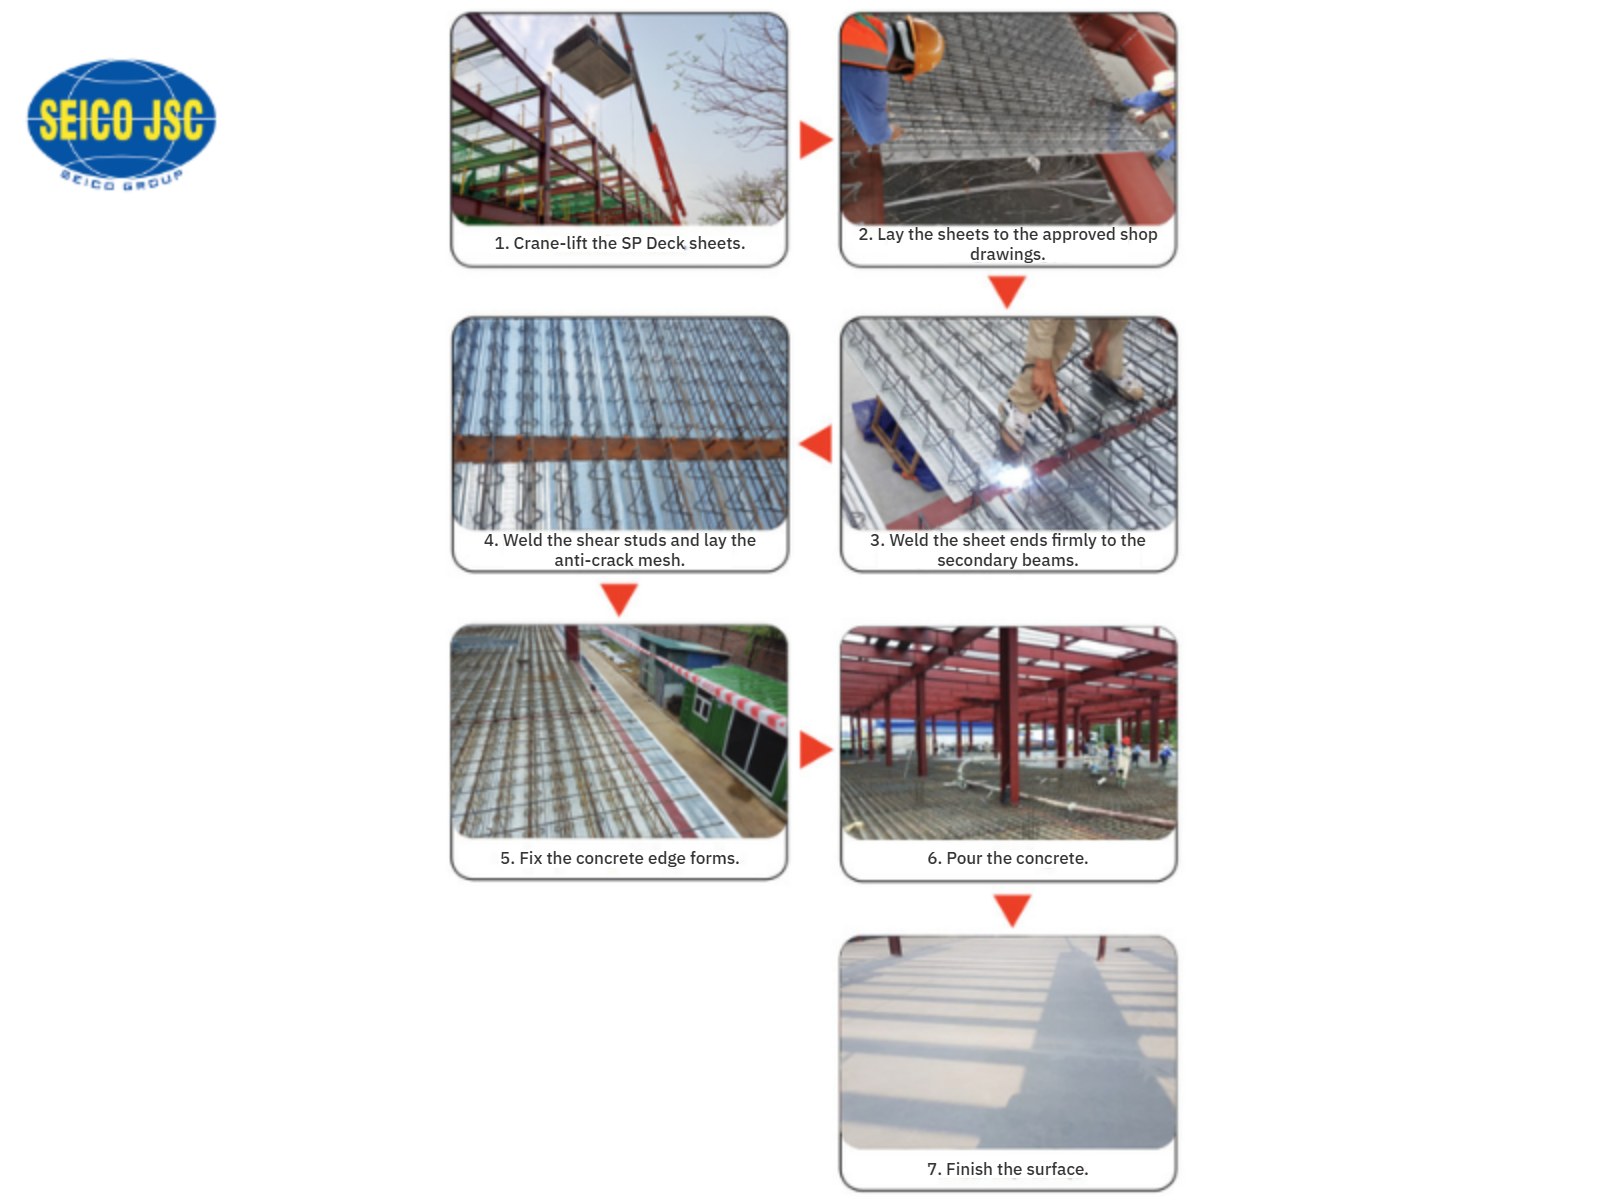 SEICO JSC
SEICO GROUP
1. Crane-lift the SP Deck sheets.
2. Lay the sheets to the approved shop
drawings.
3. Weld the sheet ends firmly to the
secondary beams.
4. Weld the shear studs and lay the
anti-crack mesh.
5. Fix the concrete edge forms.
6. Pour the concrete.
7. Finish the surface.